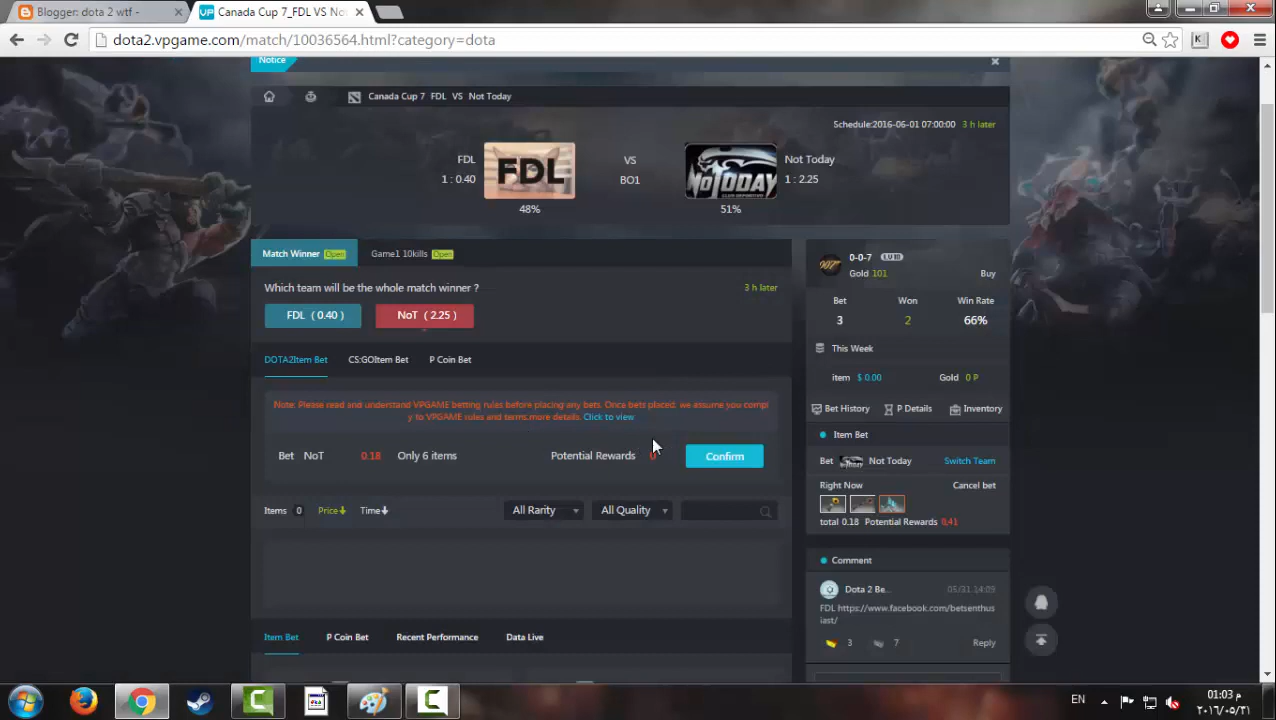 Blogger: dota 2 wtf -
Canada Cup 7_FDL VS No
dota2.vpgame.com/match/10036564.html?category=dota
Notice
Canada Cup 7 FDL VS Not Today
Schedule:2016-06-01 07:00:00 3 h later
FDL
1 : 0.40
FDL
48%
VS
BO1
NOTODAY
51%
Not Today
1 : 2.25
Match Winner Open
Game1 10kills Open
Which team will be the whole match winner ?
3 h later
FDL ( 0.40 )
NoT ( 2.25 )
DOTA2Item Bet
CS:GOItem Bet
P Coin Bet
Note: Please read and understand VPGAME betting rules before placing any bets. Once bets placed, we assume you compl
y to VPGAME rules and terms.more details. Click to view
Bet NoT 0.18 Only 6 items
Potential Rewards 0
Confirm
Items 0 Price Time
All Rarity
All Quality
Item Bet
P Coin Bet
Recent Performance
Data Live
0-0-7
Gold 101
Buy
Bet Won Win Rate
3 2 66%
This Week
item $ 0.00
Gold 0 P
Bet History
P Details
Inventory
Item Bet
Bet Not Today
Switch Team
Right Now
Cancel bet
total 0.18 Potential Rewards 0.41
Comment
Dota 2 Be...
05/31 14:09
FDL https://www.facebook.com/betsenthus
iast/
3
7
Reply
EN
م 01:03
٢٠١٦/٠٥/٣١